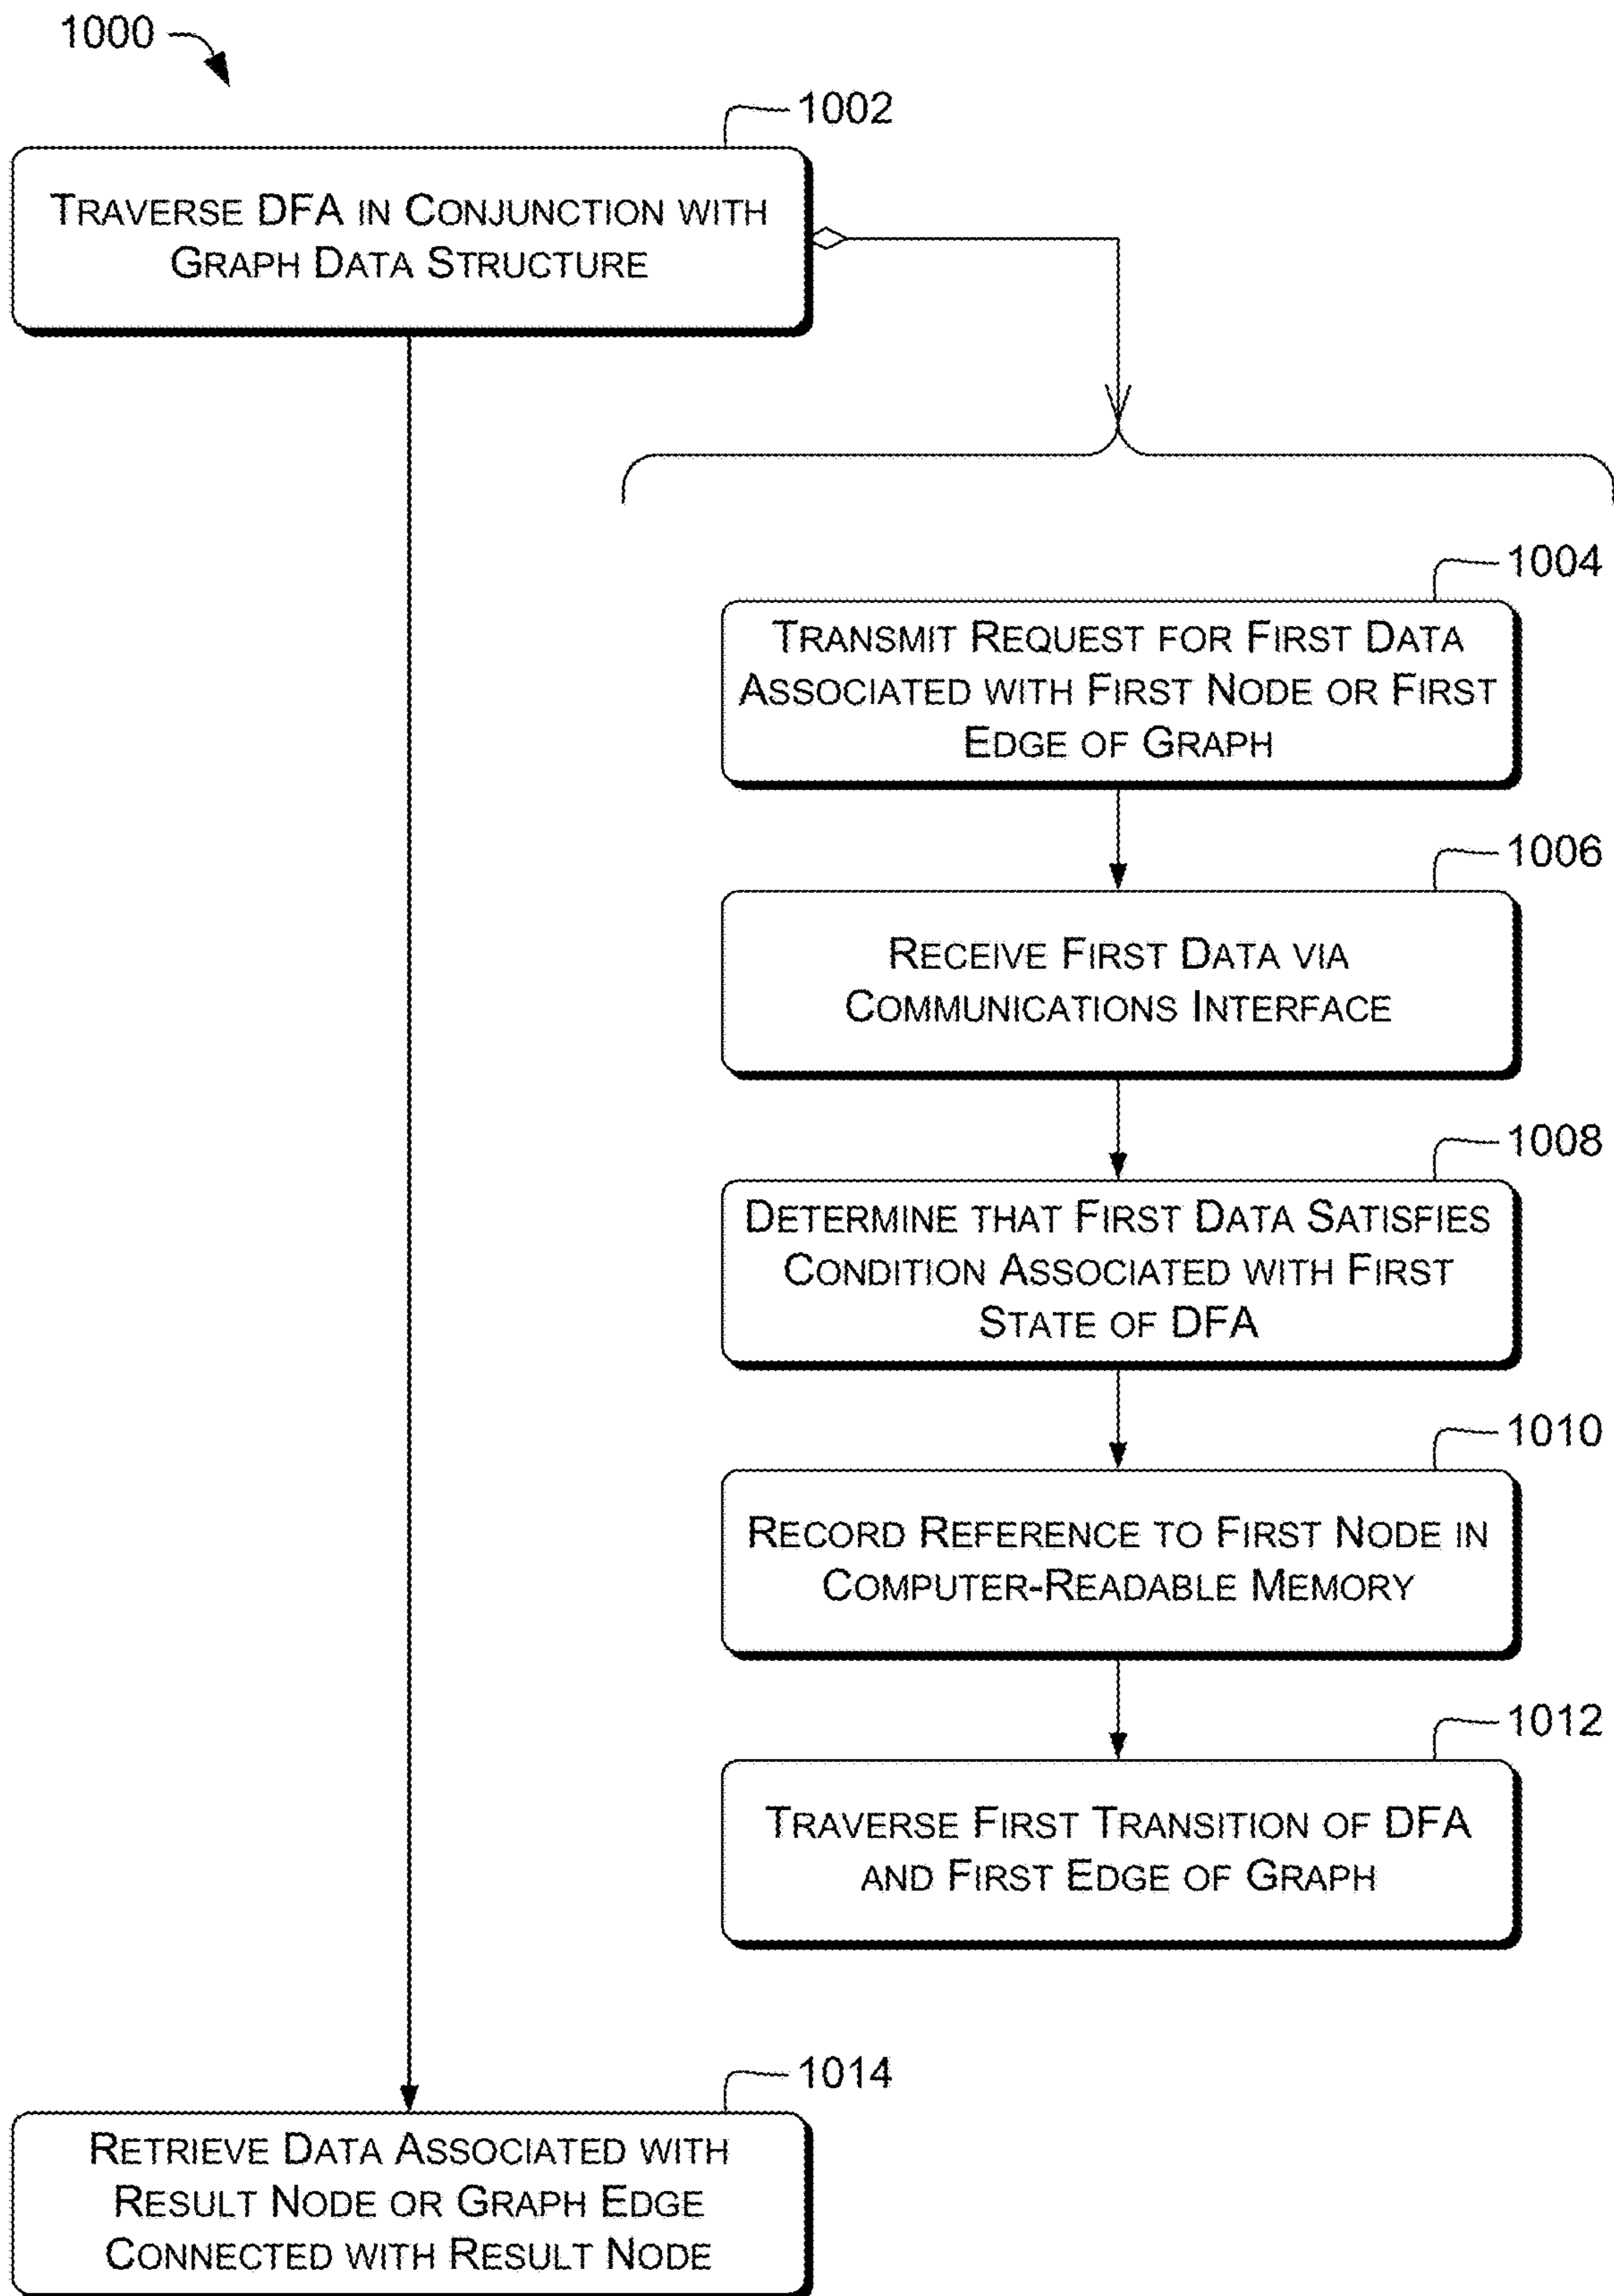 1000
1002
TRAVERSE DFA IN CONJUNCTION WITH
GRAPH DATA STRUCTURE
1004
TRANSMIT REQUEST FOR FIRST DATA
ASSOCIATED WITH FIRST NODE OR FIRST
EDGE OF GRAPH
1006
RECEIVE FIRST DATA VIA
COMMUNICATIONS INTERFACE
1008
DETERMINE THAT FIRST DATA SATISFIES
CONDITION ASSOCIATED WITH FIRST
STATE OF DFA
1010
RECORD REFERENCE TO FIRST NODE IN
COMPUTER-READABLE MEMORY
1012
TRAVERSE FIRST TRANSITION OF DFA
AND FIRST EDGE OF GRAPH
1014
RETRIEVE DATA ASSOCIATED WITH
RESULT NODE OR GRAPH EDGE
CONNECTED WITH RESULT NODE